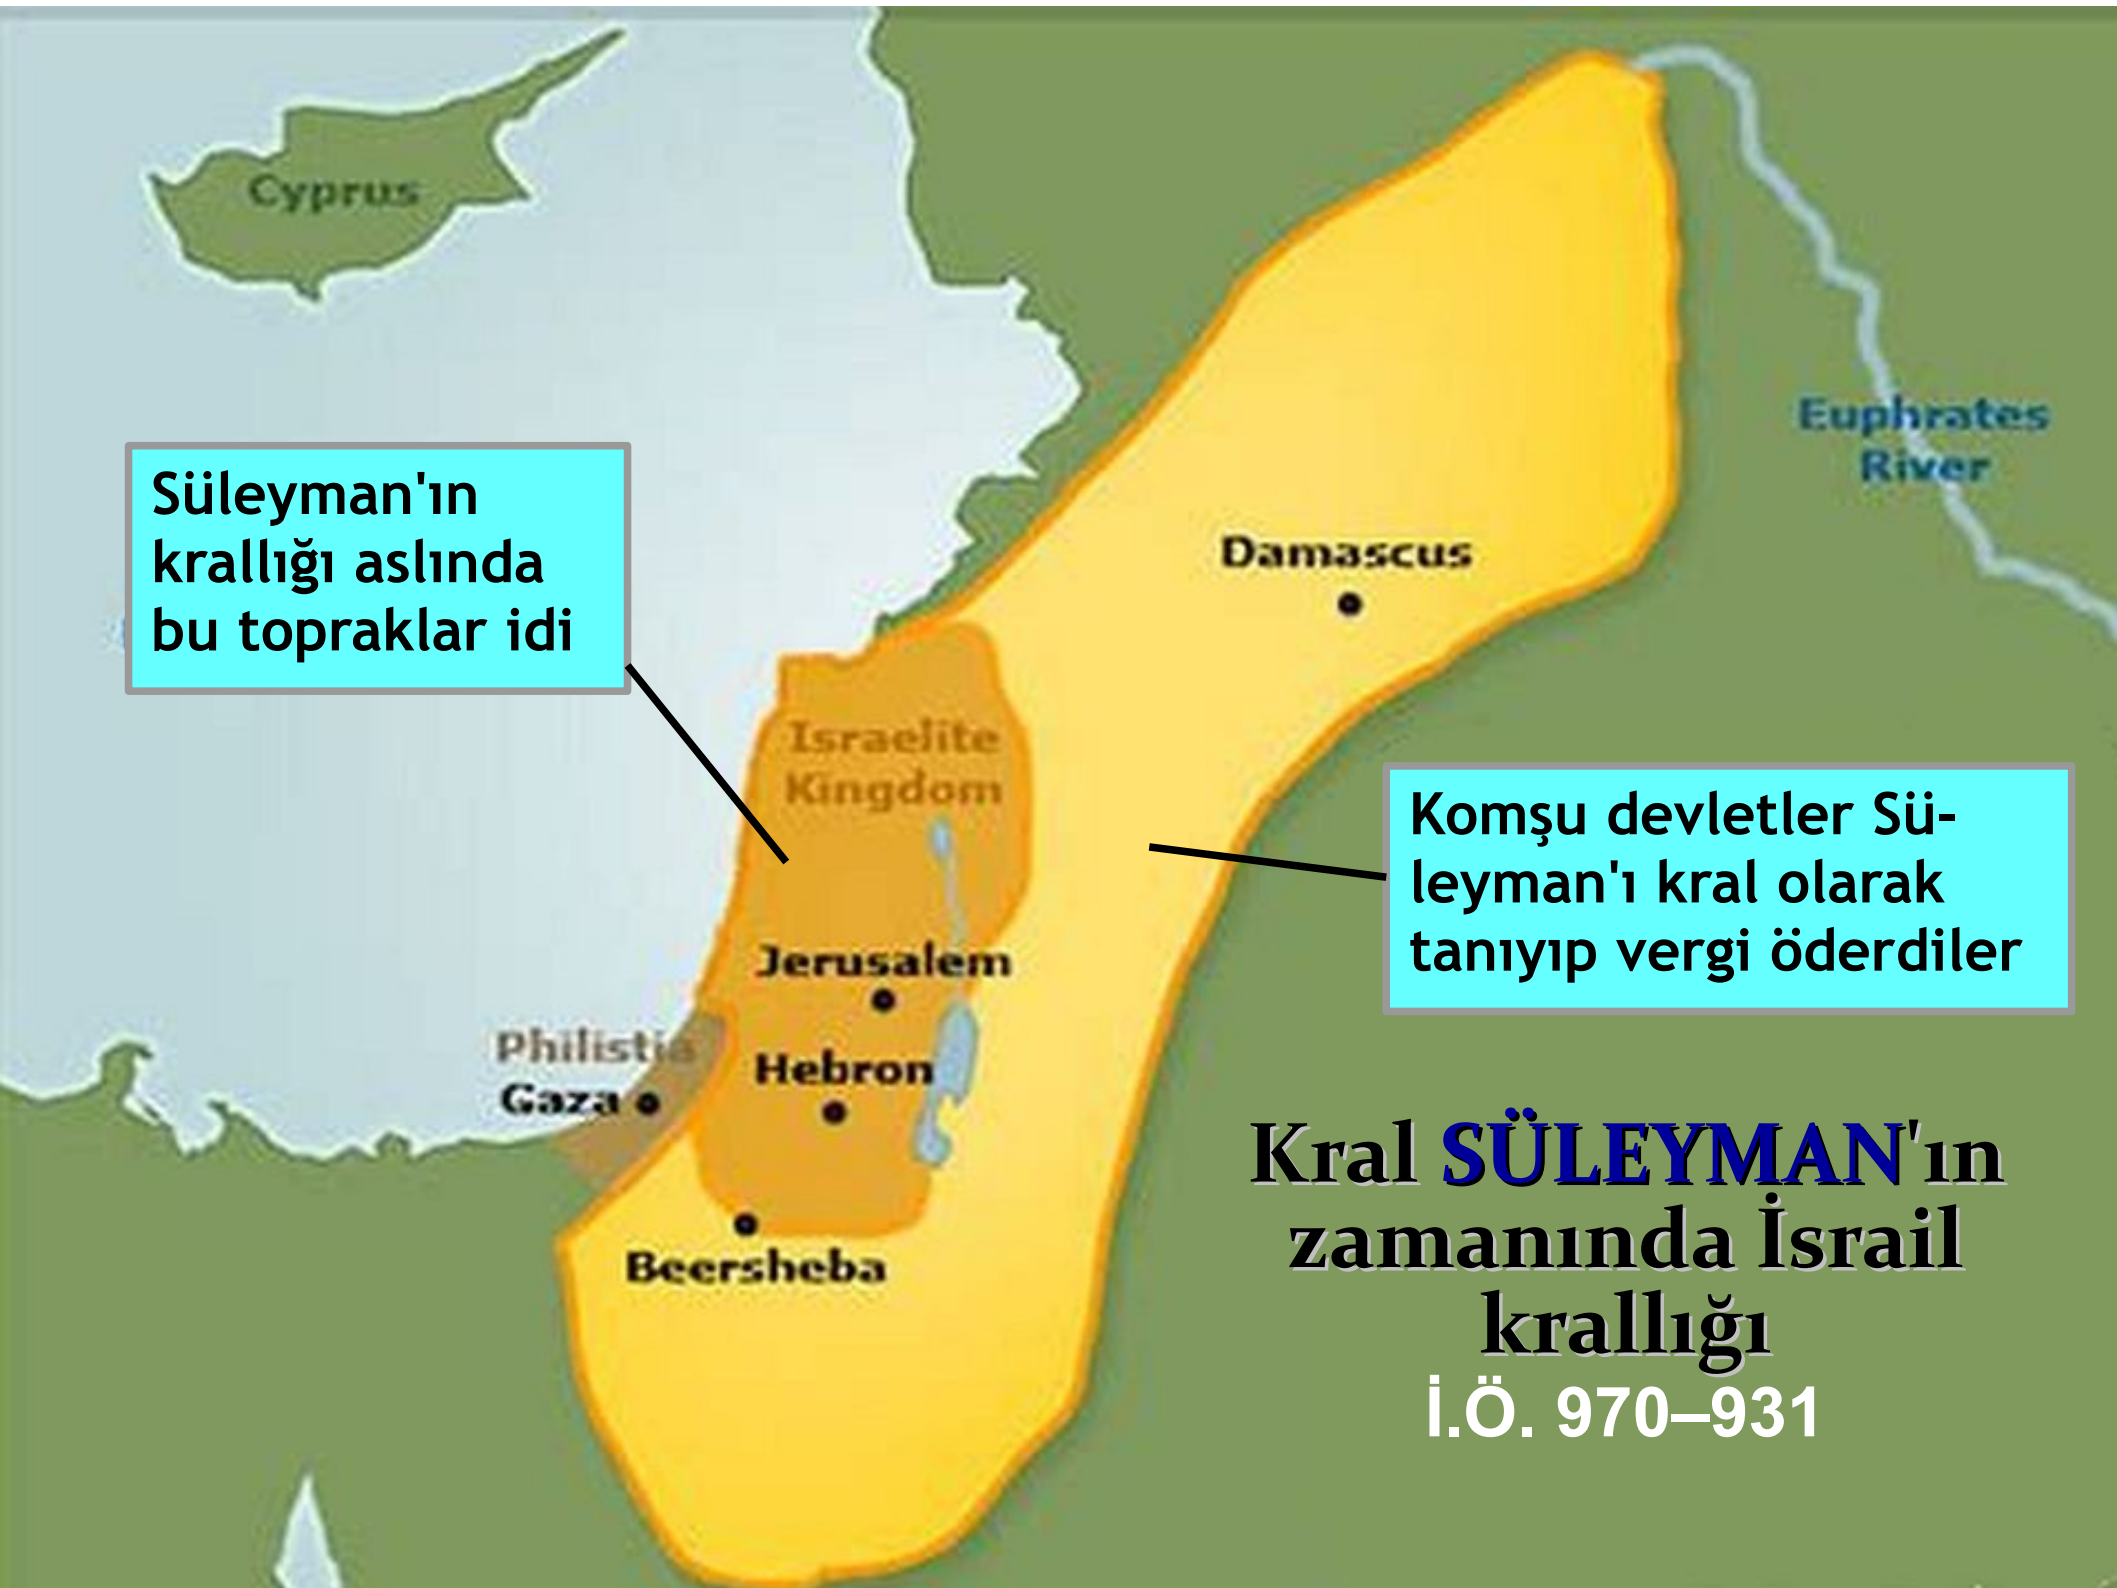 Cyprus
Euphrates
River
Süleyman'ın
krallığı aslında
bu topraklar idi
Damascus
Israelite
Kingdom
Komşu devletler Sü-
leyman'ı kral olarak
tanıyıp vergi öderdiler
Jerusalem
Philistia
Hebron
Gaza
Beersheba
Kral SÜLEYMAN'ın
zamanında İsrail
krallığı
İ.Ö. 970–931